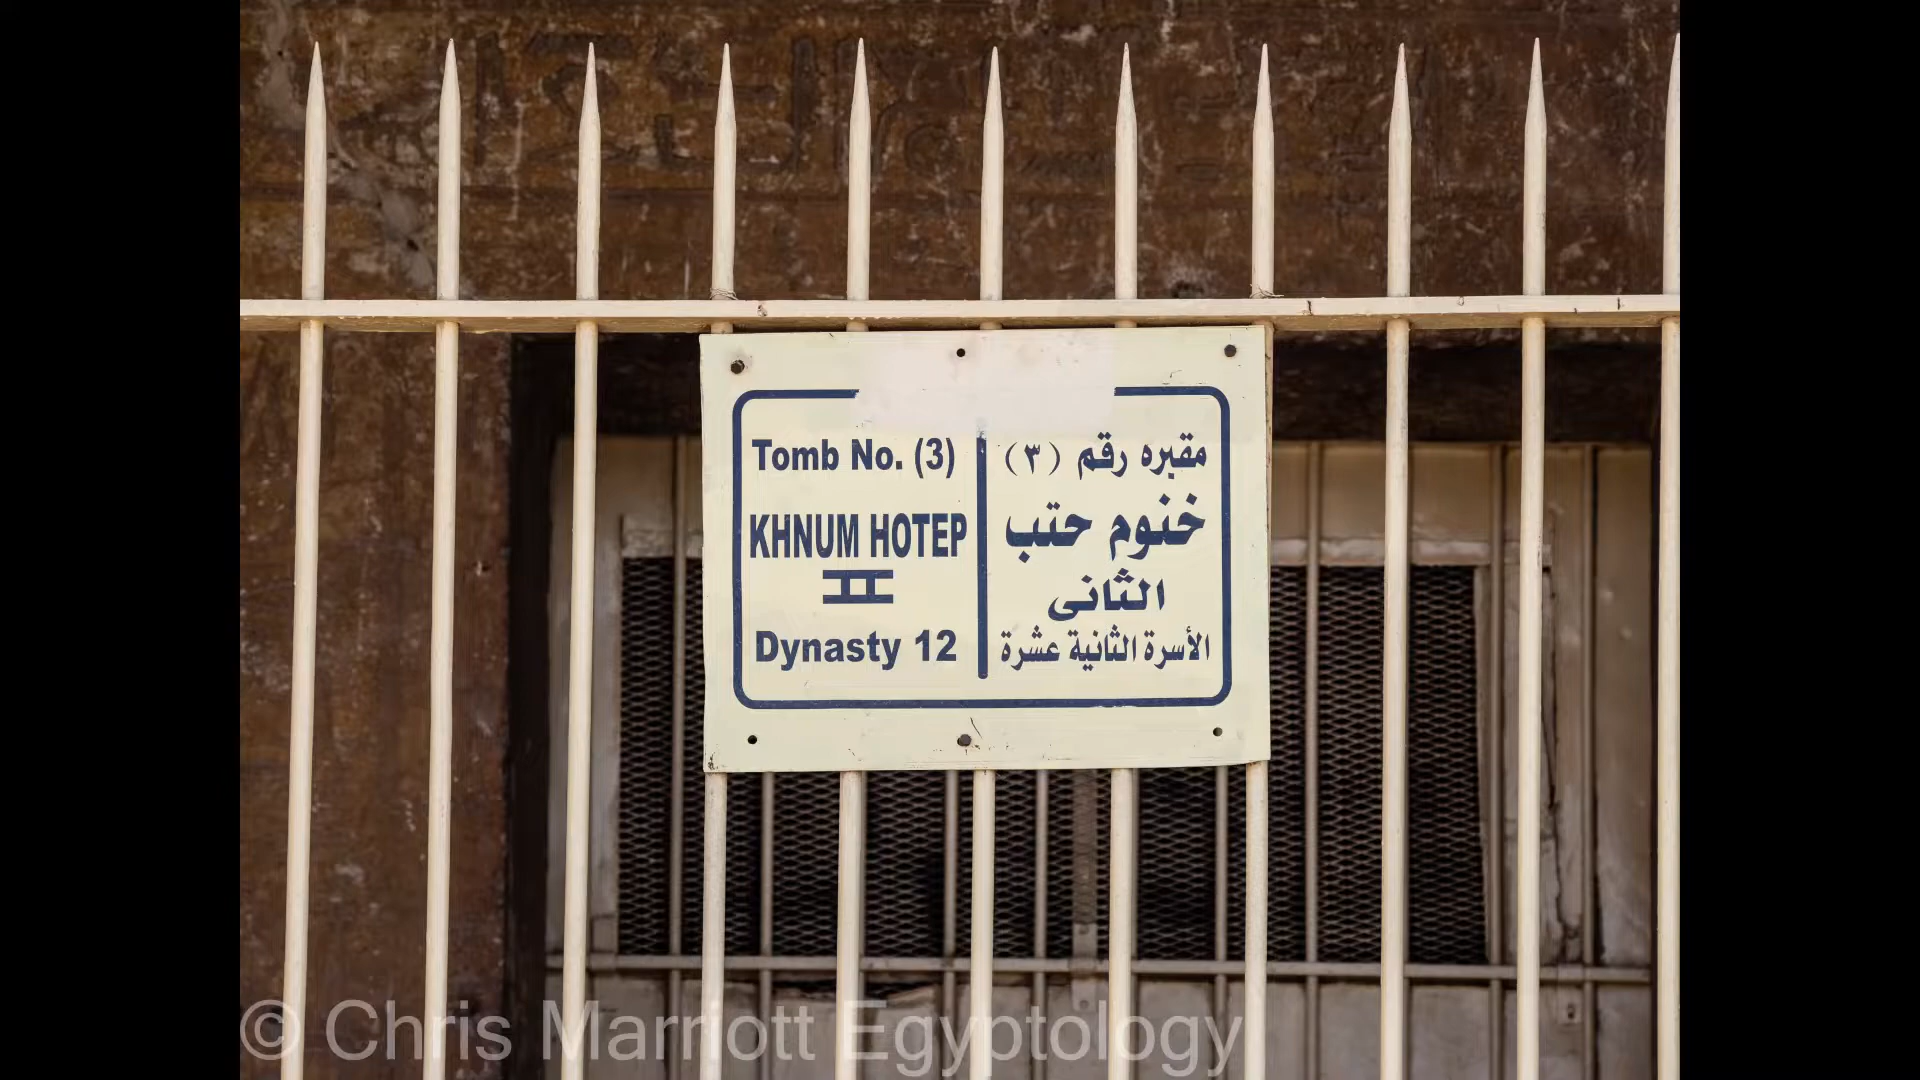 Tomb No. (3)
KHNUM HOTEP
II
Dynasty 12
مقبره رقم (٣)
خنوم حتب
الثانى
الأسرة الثانية عشرة
© Chris Marriott Egyptology